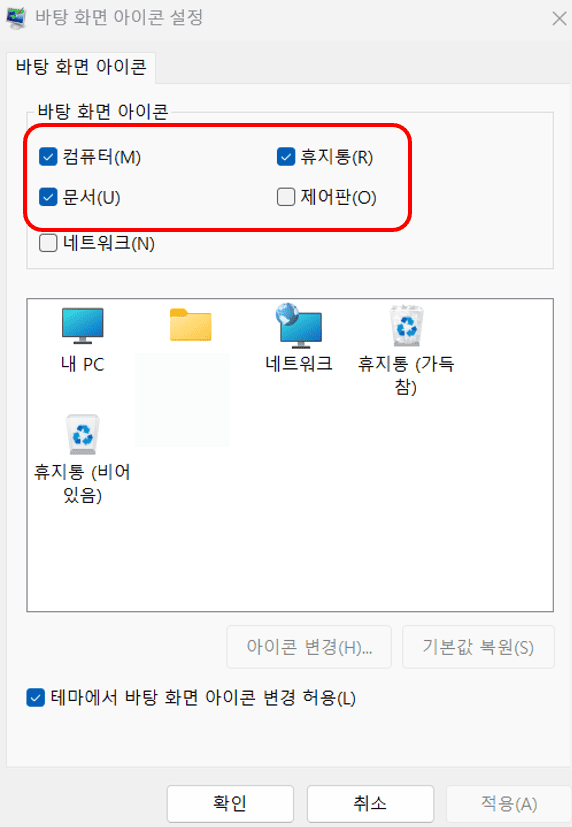 바탕 화면 아이콘 설정
바탕 화면 아이콘
바탕 화면 아이콘
컴퓨터(M) 휴지통(R)
문서(U) 제어판(O)
네트워크(N)
내 PC 네트워크 휴지통 (가득
참)
휴지통 (비어
있음)
아이콘 변경(H)... 기본값 복원(S)
테마에서 바탕 화면 아이콘 변경 허용(L)
확인 취소 적용(A)